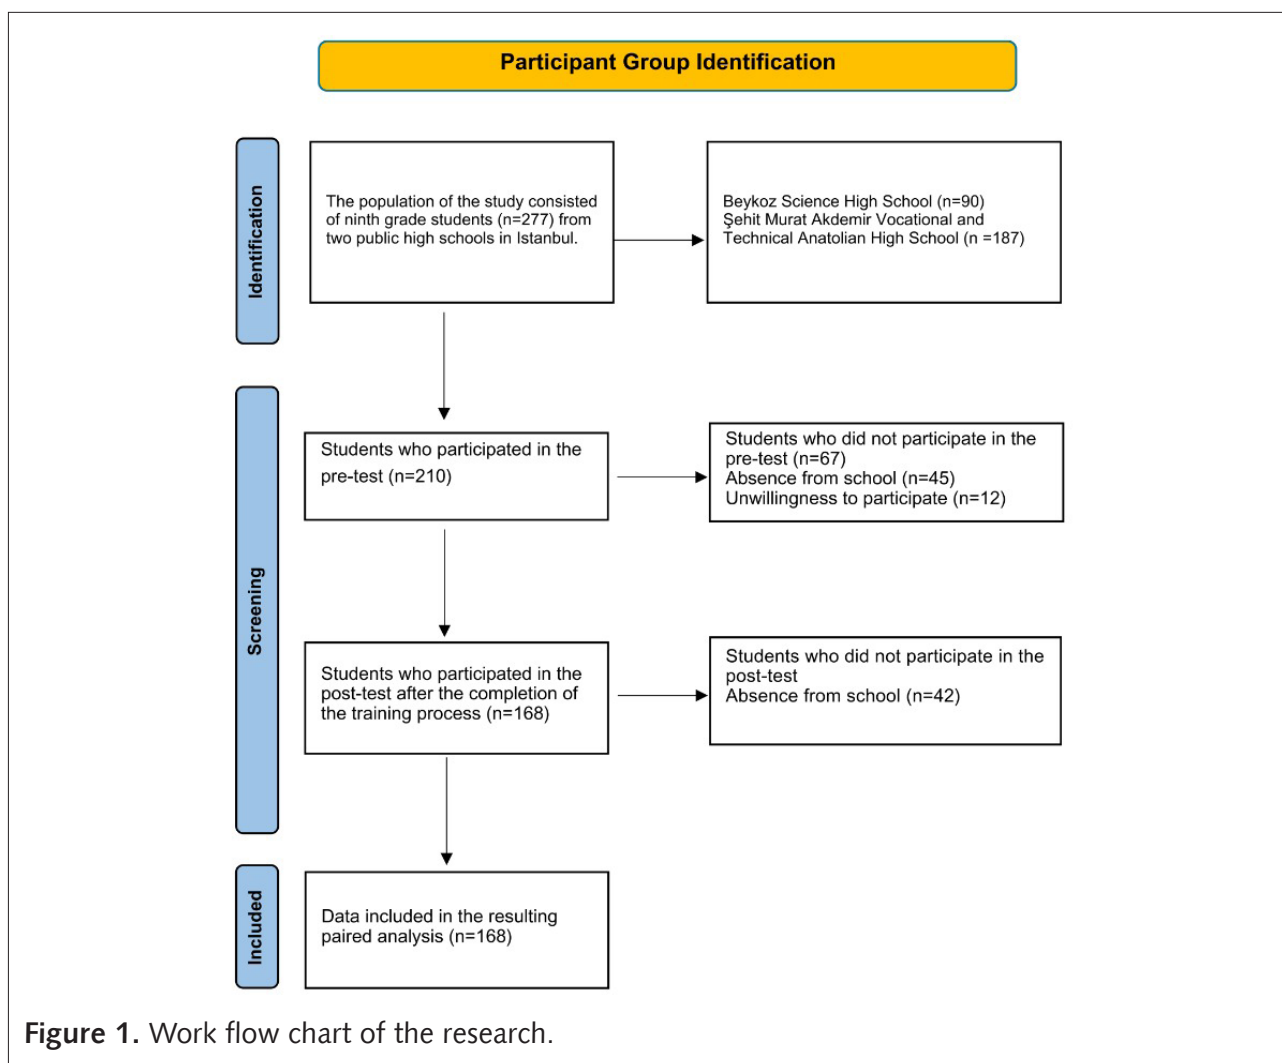 Participant Group Identification
Identification
The population of the study consisted
of ninth grade students (n=277) from
two public high schools in Istanbul.
Beykoz Science High School (n=90)
Şehit Murat Akdemir Vocational and
Technical Anatolian High School (n =187)
Screening
Students who participated in the
pre-test (n=210)
Students who did not participate in the
pre-test (n=67)
Absence from school (n=45)
Unwillingness to participate (n=12)
Students who participated in the
post-test after the completion of
the training process (n=168)
Students who did not participate in the
post-test
Absence from school (n=42)
Included
Data included in the resulting
paired analysis (n=168)
Figure 1. Work flow chart of the research.